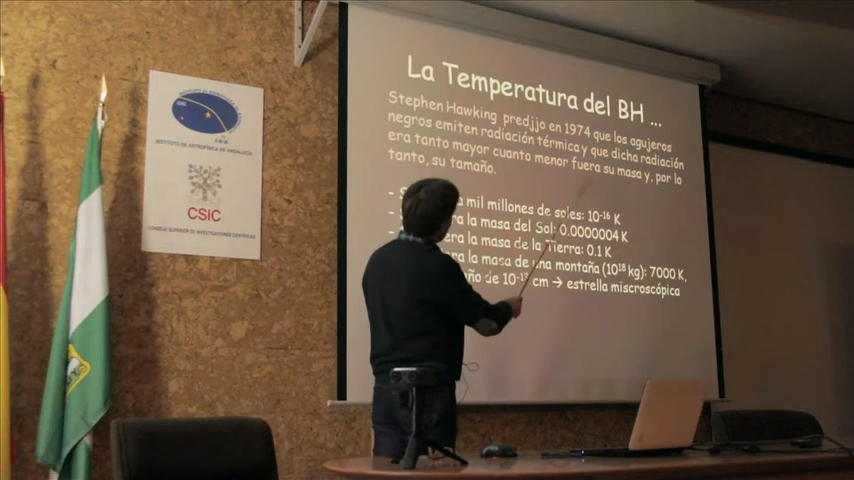 La Temperatura del BH ...
Stephen Hawking predjjo en 1974 que los agujeros
negros emiten radiación térmica y que dicha radiación
era tanto mayor cuanto menor fuera su masa y, por lo
tanto, su tamaño.
- mil millones de soles: 10-16 K
- la masa del Sol: 0.0000004 K
- la masa de la Tierra: 0.1 K
la masa de una montaña (10¹⁸ kg): 7000 K,
de 10-13 cm → estrella miscroscópica
INSTITUTO DE ASTROFÍSICA DE ANDALUCÍA
CSIC
CONSEJO SUPERIOR DE INVESTIGACIONES CIENTÍFICAS